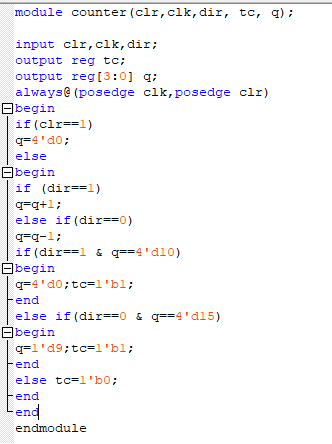 module counter(clr,clk,dir, tc, q);
input clr,clk,dir;
output reg tc;
output reg[3:0] q;
always@(posedge clk,posedge clr)
begin
if(clr==1)
q=4'd0;
else
begin
if (dir==1)
q=q+1;
else if(dir==0)
q=q-1;
if(dir==1 & q==4'd10)
begin
q=4'd0;tc=1'b1;
end
else if(dir==0 & q==4'd15)
begin
q=1'd9;tc=1'b1;
end
else tc=1'b0;
end
end
endmodule